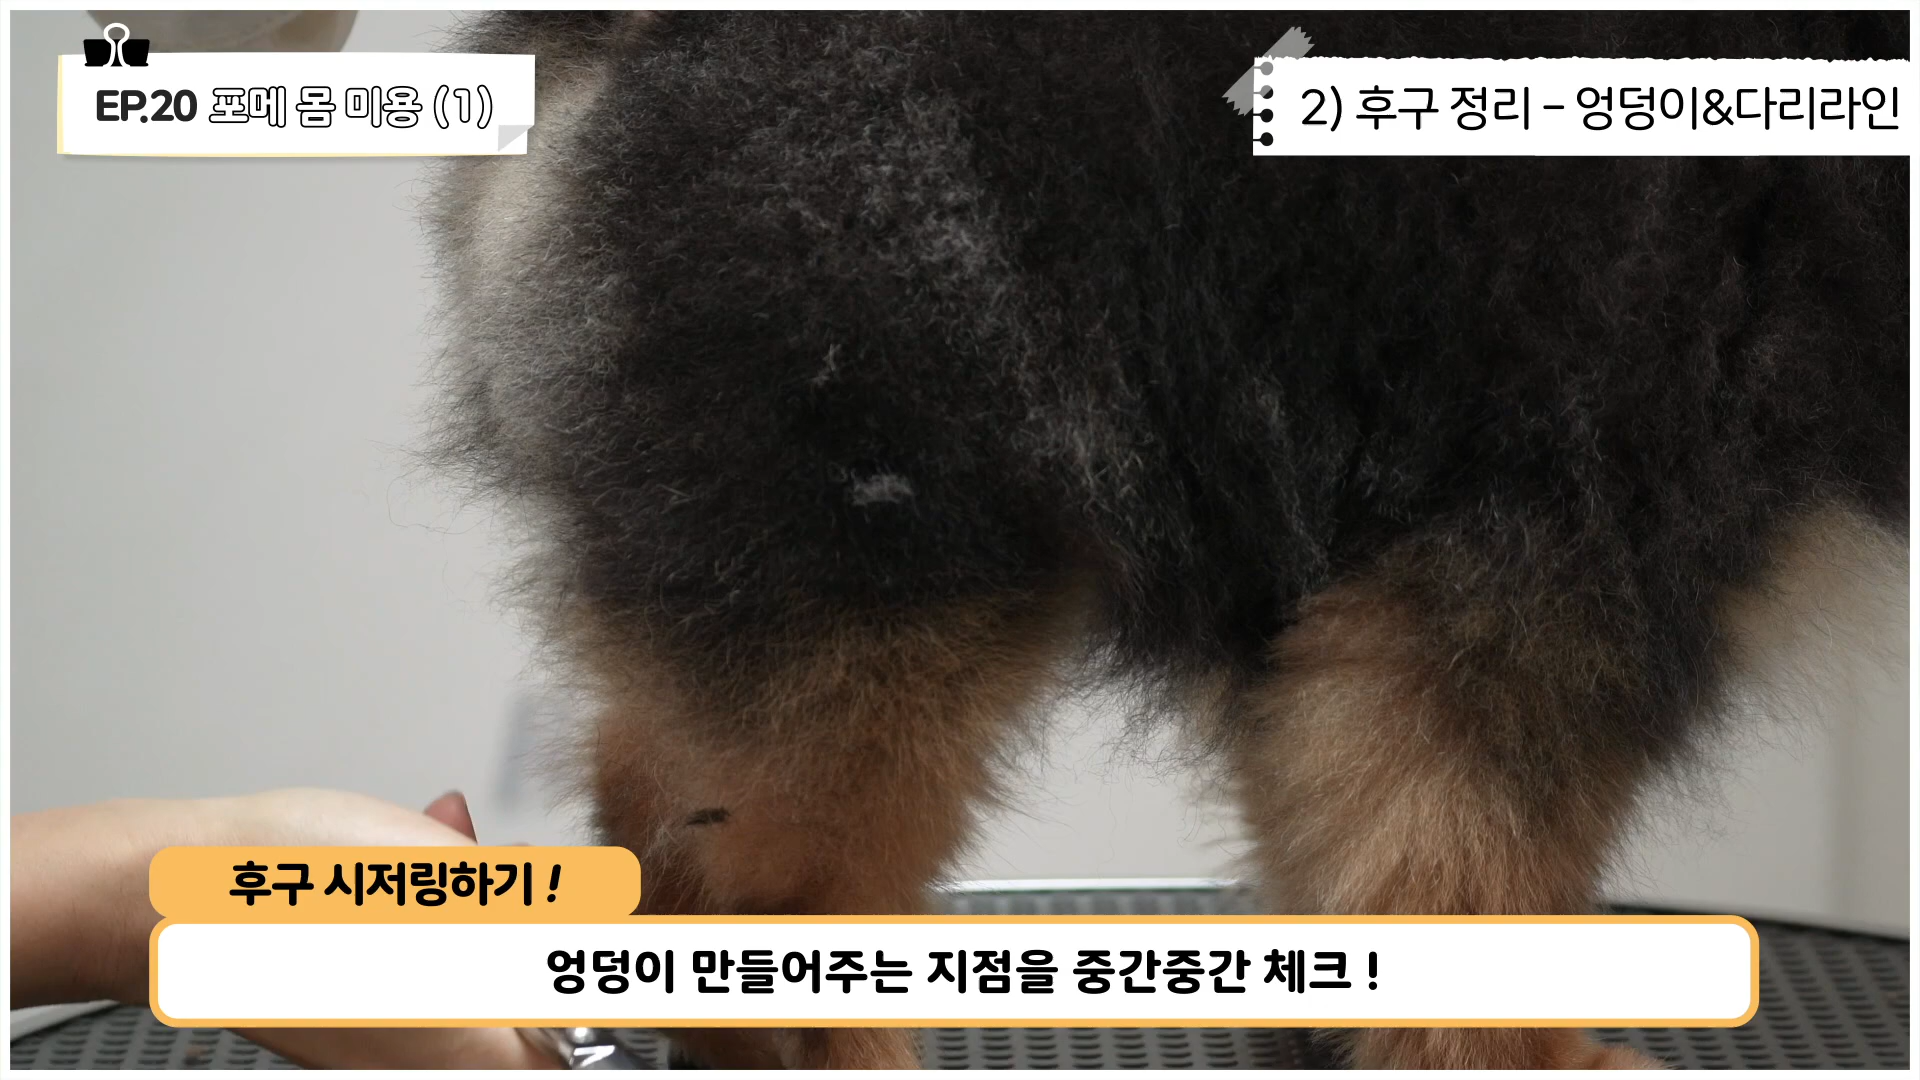 EP.20 포메 몸 미용 (1)
2) 후구 정리 - 엉덩이&다리라인
후구 시저링하기 !
엉덩이 만들어주는 지점을 중간중간 체크 !